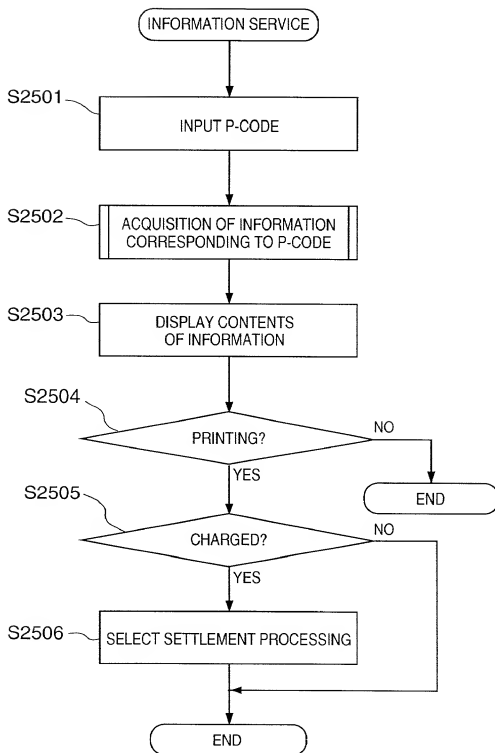 INFORMATION SERVICE
S2501
INPUT P-CODE
S2502
ACQUISITION OF INFORMATION
CORRESPONDING TO P-CODE
S2503
DISPLAY CONTENTS
OF INFORMATION
S2504
PRINTING?
NO
YES
END
S2505
CHARGED?
NO
YES
S2506
SELECT SETTLEMENT PROCESSING
END